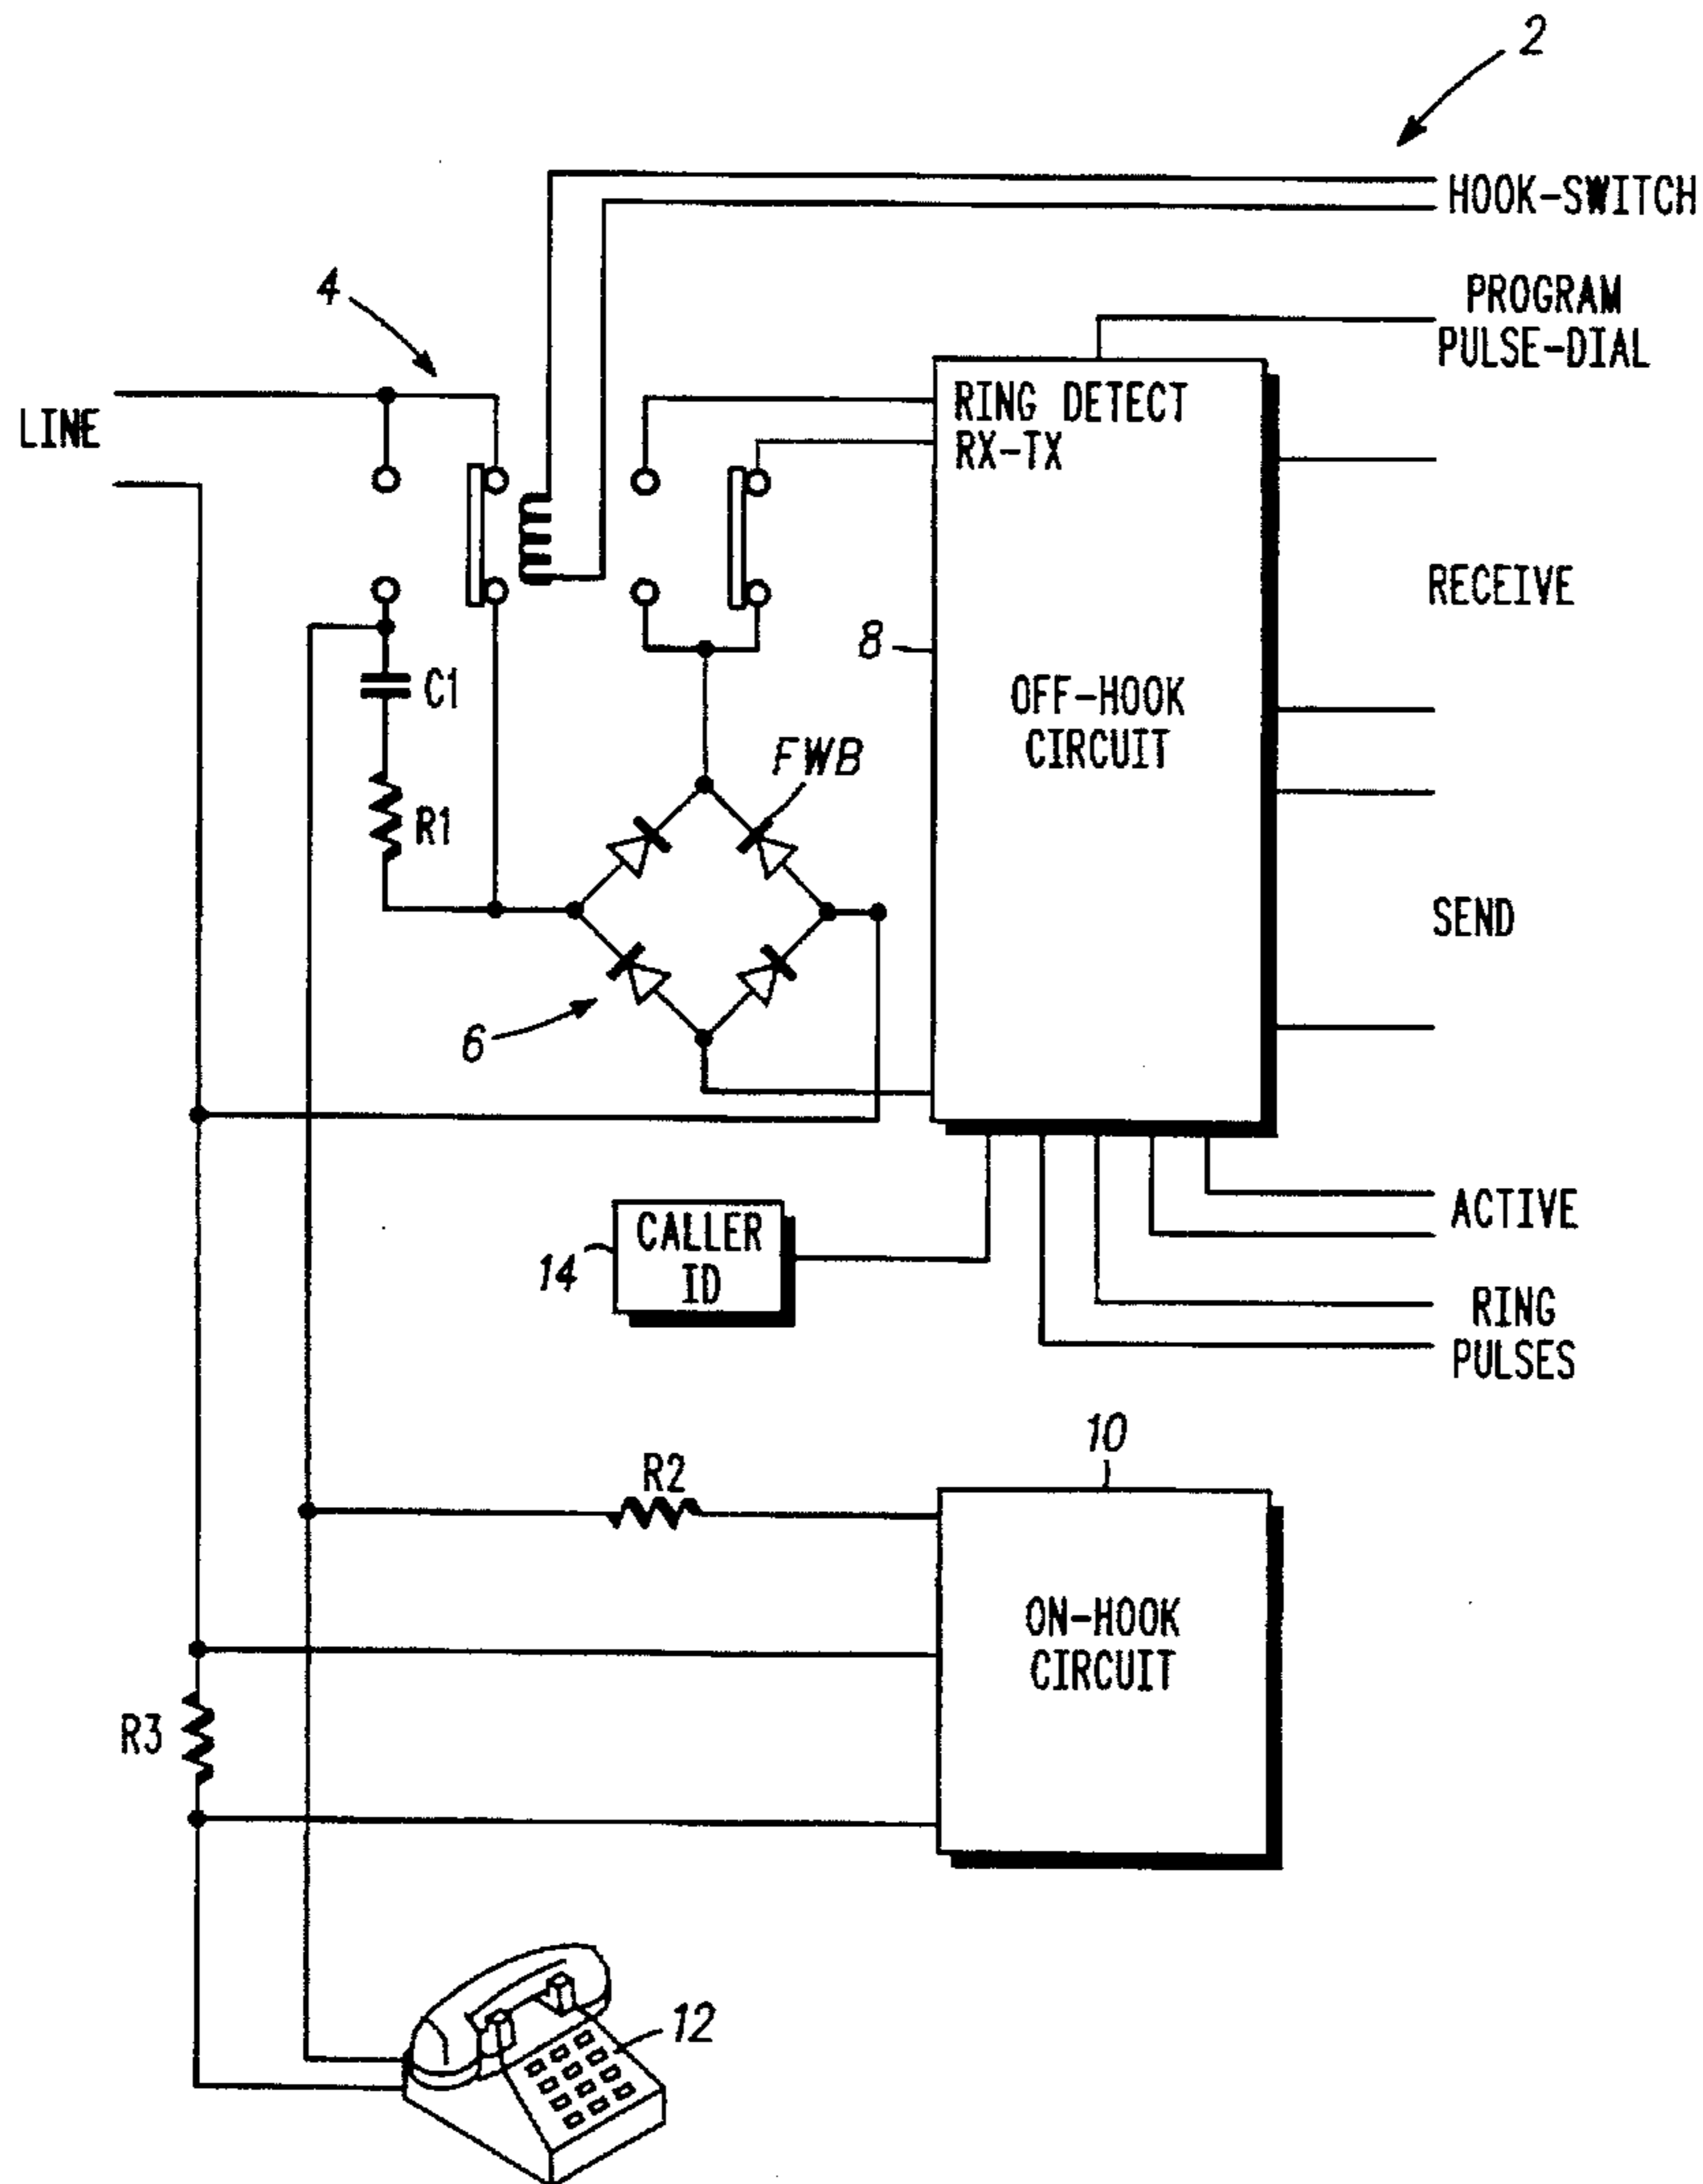 2
HOOK-SWITCH
4
PROGRAM
PULSE-DIAL
LINE
RING DETECT
RX-TX
RECEIVE
8
C1
OFF-HOOK
CIRCUIT
FWB
R1
SEND
6
ACTIVE
CALLER
ID
14
RING
PULSES
10
R2
ON-HOOK
CIRCUIT
R3
12